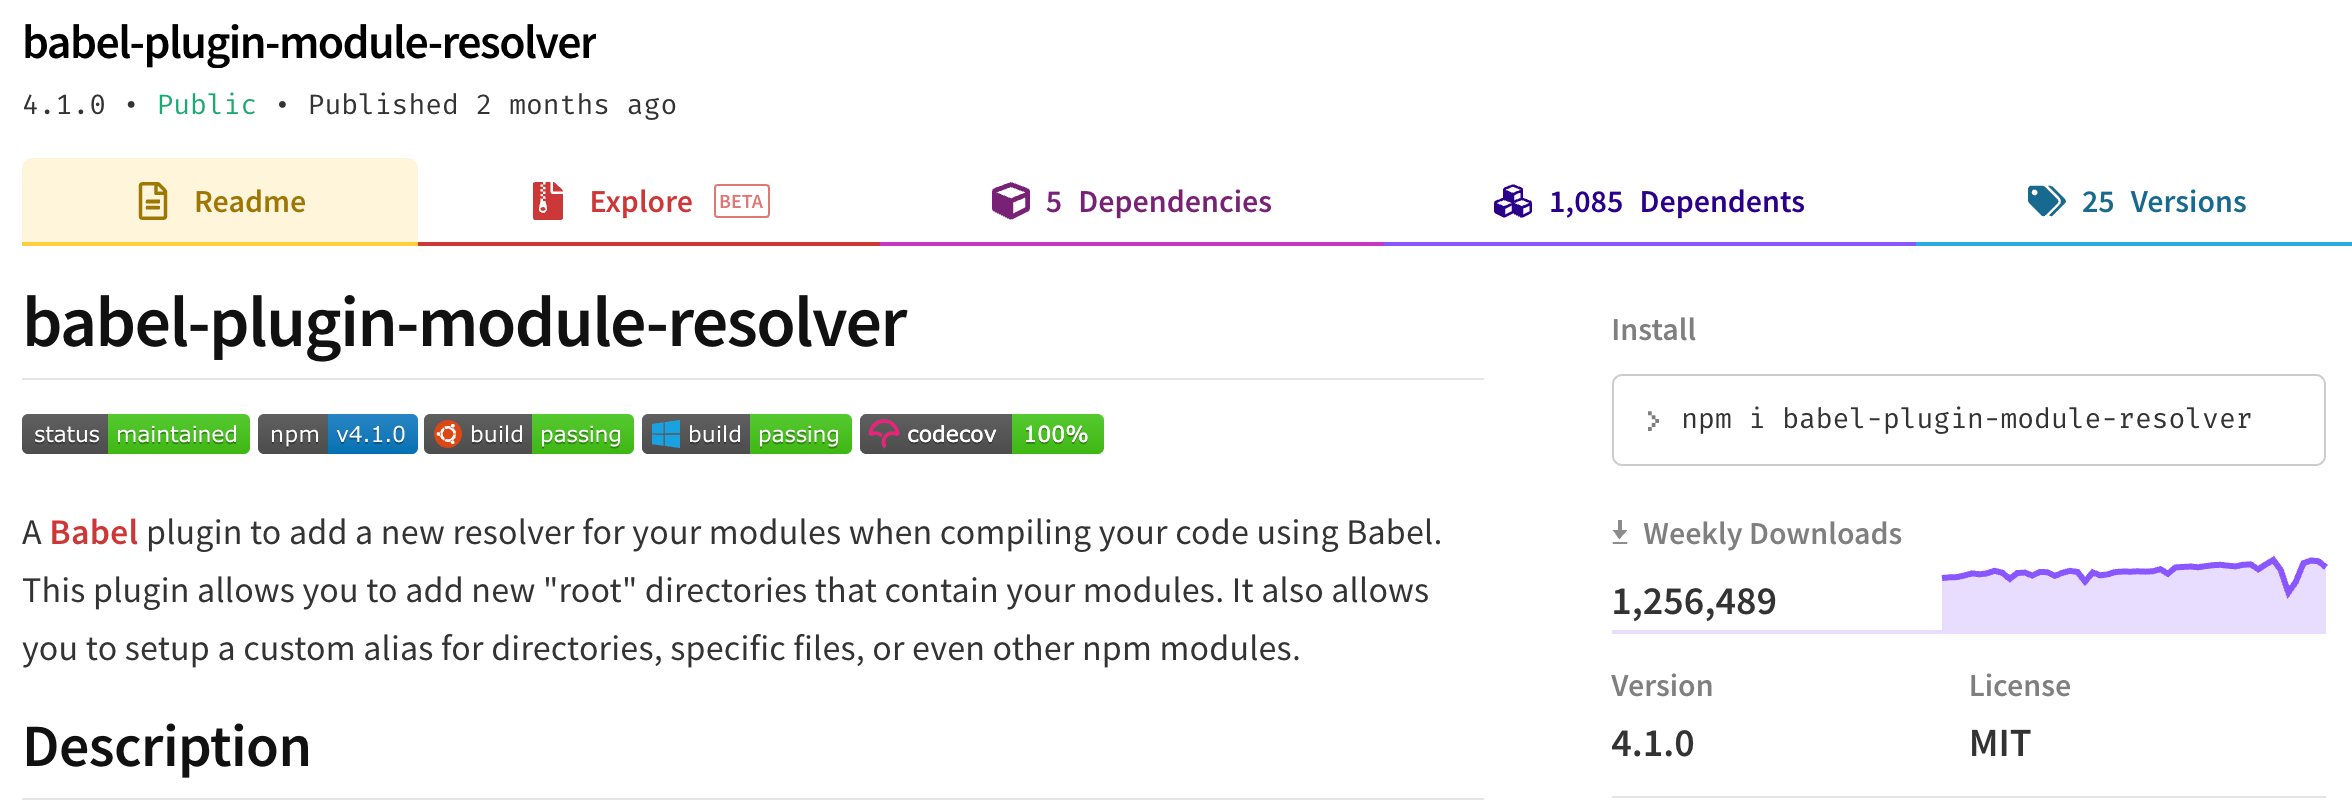 babel-plugin-module-resolver
4.1.0 • Public • Published 2 months ago
Readme
Explore BETA
5 Dependencies
1,085 Dependents
25 Versions
babel-plugin-module-resolver
status maintained npm v4.1.0 build passing build passing codecov 100%
A Babel plugin to add a new resolver for your modules when compiling your code using Babel.
This plugin allows you to add new "root" directories that contain your modules. It also allows
you to setup a custom alias for directories, specific files, or even other npm modules.
Description
Install
npm i babel-plugin-module-resolver
Weekly Downloads
1,256,489
Version
4.1.0
License
MIT